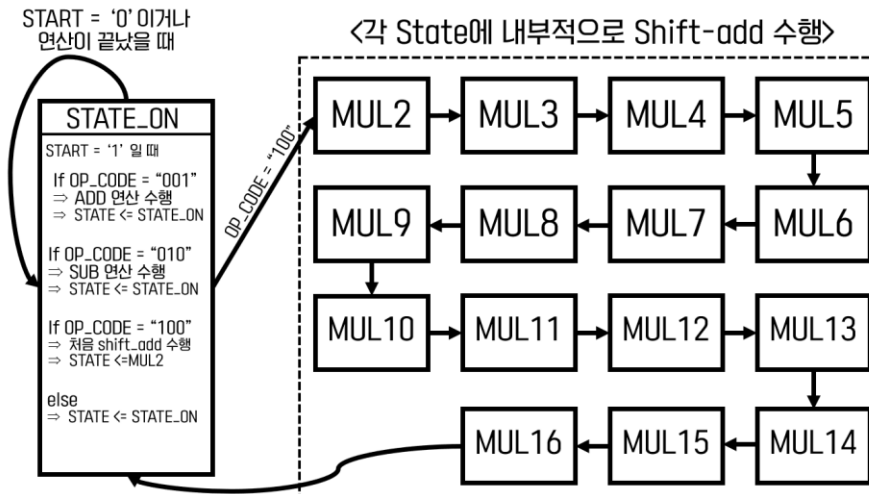 START = '0' 이거나
연산이 끝났을 때
<각 State에 내부적으로 Shift-add 수행>
STATE_ON
START = '1' 일 때
If OP_CODE = "001"
⇒ ADD 연산 수행
⇒ STATE <= STATE_ON
If OP_CODE = "010"
⇒ SUB 연산 수행
⇒ STATE <= STATE_ON
If OP_CODE = "100"
⇒ 처음 shift_add 수행
⇒ STATE <=MUL2
else
⇒ STATE <= STATE_ON
OP_CODE = "100"
MUL2
MUL3
MUL4
MUL5
MUL9
MUL8
MUL7
MUL6
MUL10
MUL11
MUL12
MUL13
MUL16
MUL15
MUL14